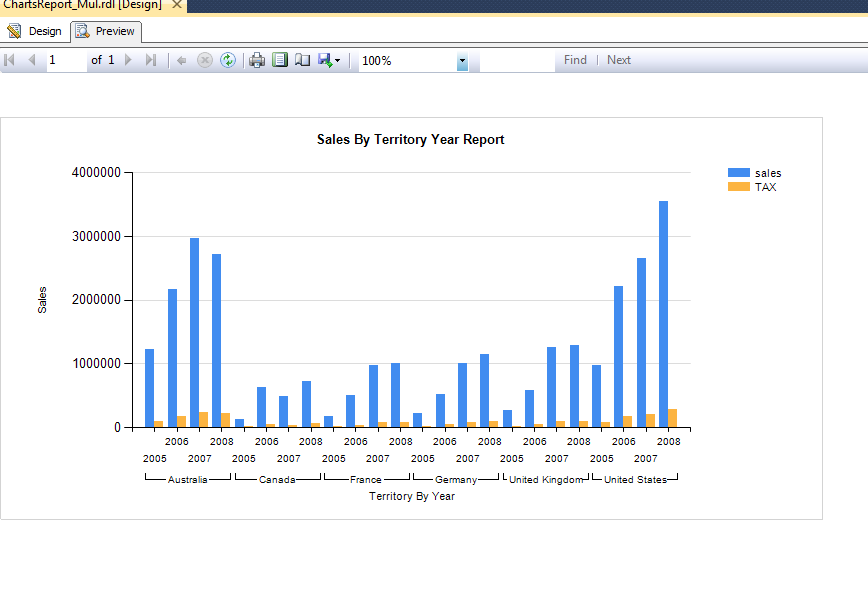 ChartsReport_Mul.rdl [Design]
Design Preview
1 of 1 100% Find Next
Sales By Territory Year Report
sales
TAX
4000000
3000000
2000000
1000000
0
Sales
2006 2008 2006 2008 2006 2008 2006 2008 2006 2008 2006 2008
2005 2007 2005 2007 2005 2007 2005 2007 2005 2007 2005 2007
Australia Canada France Germany United Kingdom United States
Territory By Year